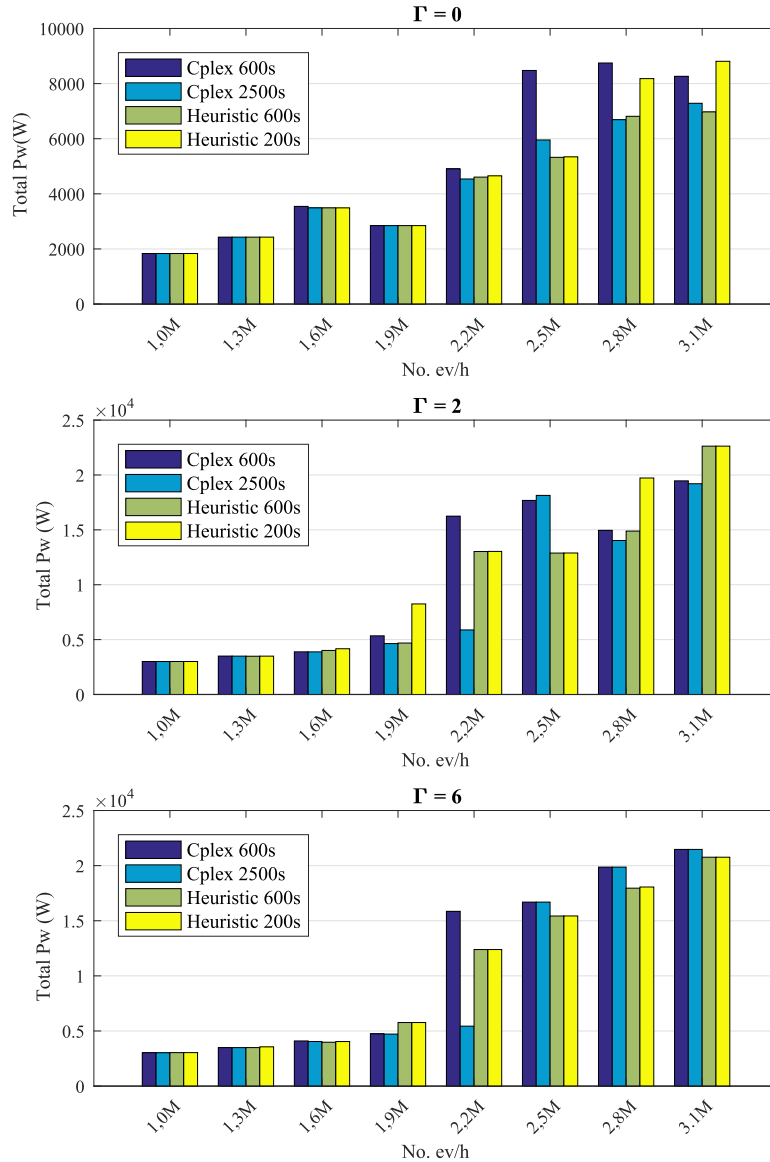 Γ = 0
Total Pw(W)
10000
8000
6000
4000
2000
0
Cplex 600s
Cplex 2500s
Heuristic 600s
Heuristic 200s
1,0M 1,3M 1,6M 1,9M 2,2M 2,5M 2,8M 3.1M
No. ev/h
Γ = 2
×10^4
Total Pw (W)
2.5
2
1.5
1
0.5
0
Cplex 600s
Cplex 2500s
Heuristic 600s
Heuristic 200s
1,0M 1,3M 1,6M 1,9M 2,2M 2,5M 2,8M 3.1M
No. ev/h
Γ = 6
×10^4
Total Pw (W)
2.5
2
1.5
1
0.5
0
Cplex 600s
Cplex 2500s
Heuristic 600s
Heuristic 200s
1,0M 1,3M 1,6M 1,9M 2,2M 2,5M 2,8M 3.1M
No. ev/h